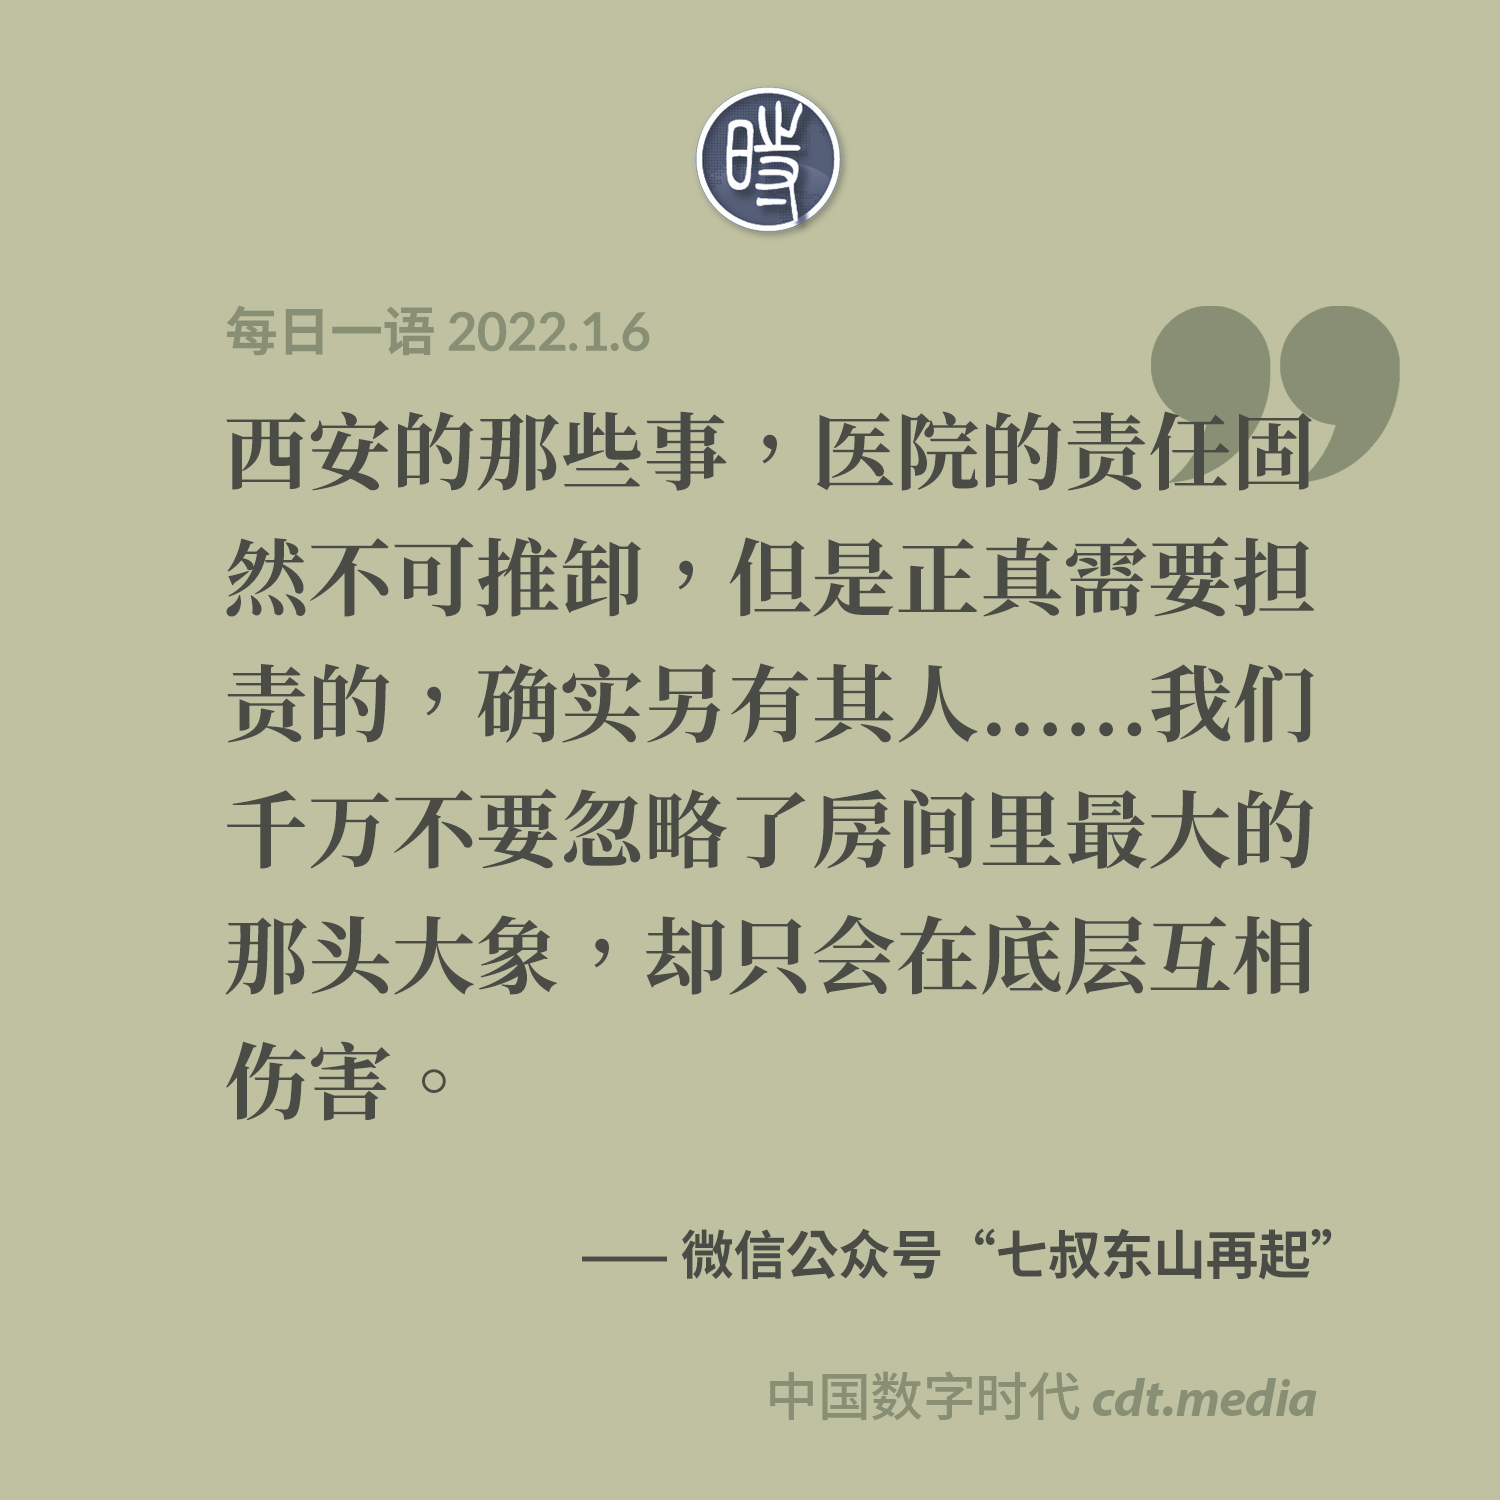 時
每日一语 2022.1.6
西安的那些事，医院的责任固
然不可推卸，但是正真需要担
责的，确实另有其人……我们
千万不要忽略了房间里最大的
那头大象，却只会在底层互相
伤害。
—— 微信公众号“七叔东山再起”
中国数字时代 cdt.media